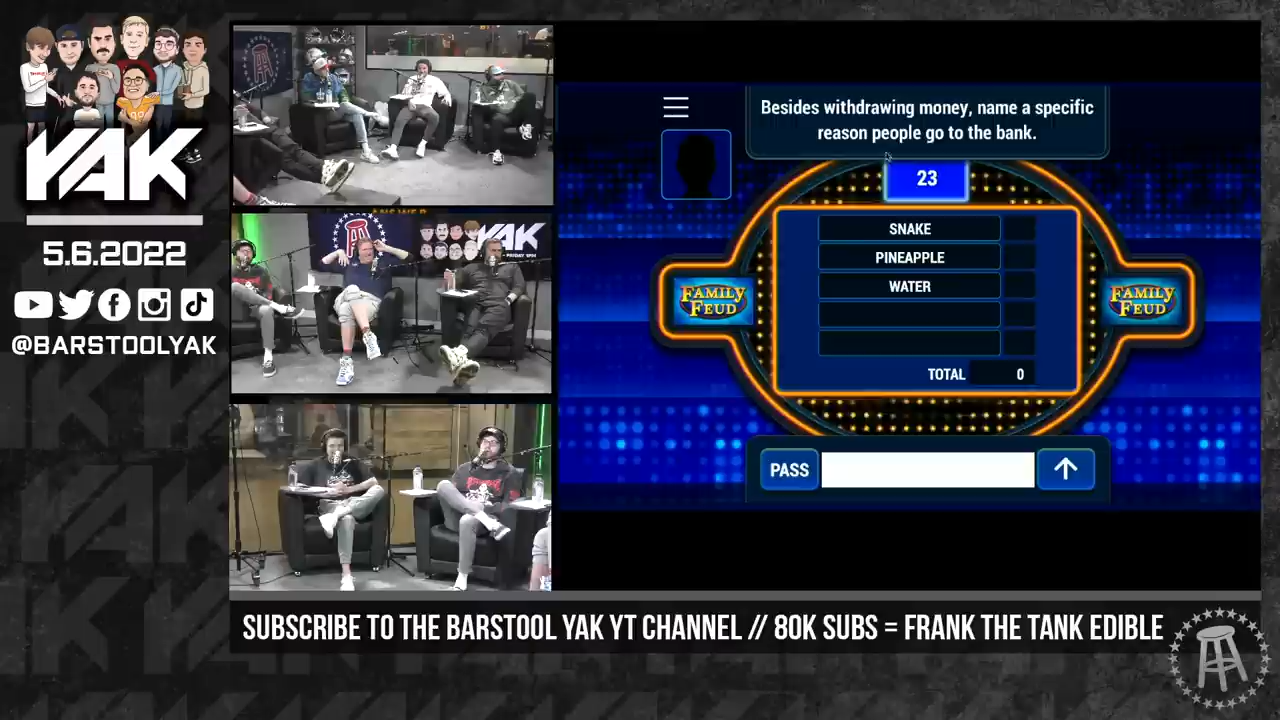 YAK
5.6.2022
@BARSTOOLYAK
YAK
Besides withdrawing money, name a specific
reason people go to the bank.
23
SNAKE
PINEAPPLE
WATER
TOTAL 0
FAMILY
FEUD
FAMILY
FEUD
PASS
SUBSCRIBE TO THE BARSTOOL YAK YT CHANNEL // 80K SUBS = FRANK THE TANK EDIBLE